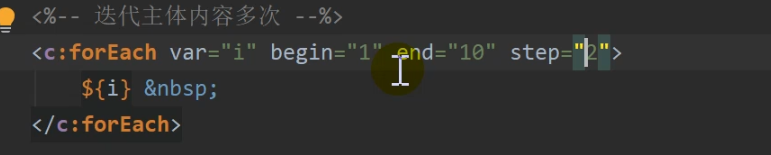 <%-- 迭代主体内容多次 --%>
<c:forEach var="i" begin="1" end="10" step="2">
${i} &nbsp;
</c:forEach>